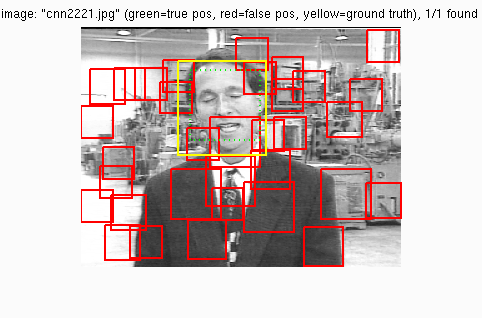 image: "cnn2221.jpg" (green=true pos, red=false pos, yellow=ground truth), 1/1 found